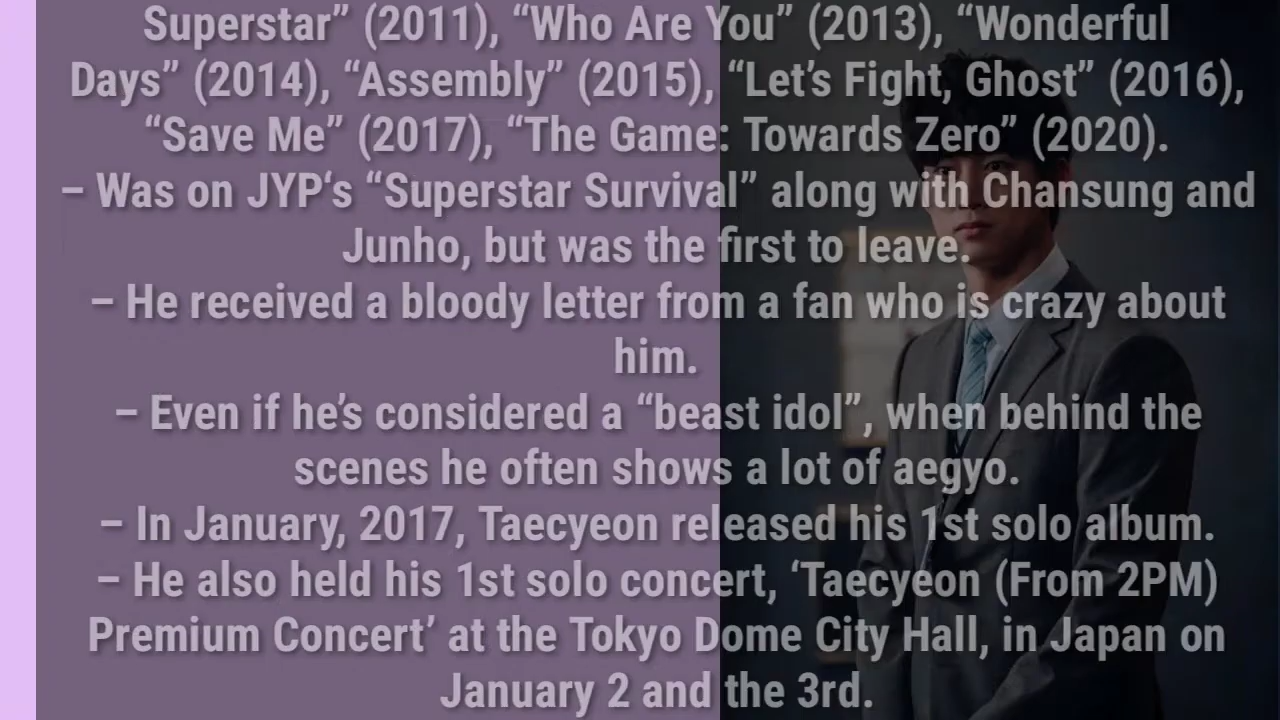 Superstar” (2011), “Who Are You” (2013), “Wonderful
Days” (2014), “Assembly” (2015), “Let’s Fight, Ghost” (2016),
“Save Me” (2017), “The Game: Towards Zero” (2020).
– Was on JYP‘s “Superstar Survival” along with Chansung and
Junho, but was the first to leave.
– He received a bloody letter from a fan who is crazy about
him.
– Even if he’s considered a “beast idol”, when behind the
scenes he often shows a lot of aegyo.
– In January, 2017, Taecyeon released his 1st solo album.
– He also held his 1st solo concert, ‘Taecyeon (From 2PM)
Premium Concert’ at the Tokyo Dome City Hall, in Japan on
January 2 and the 3rd.